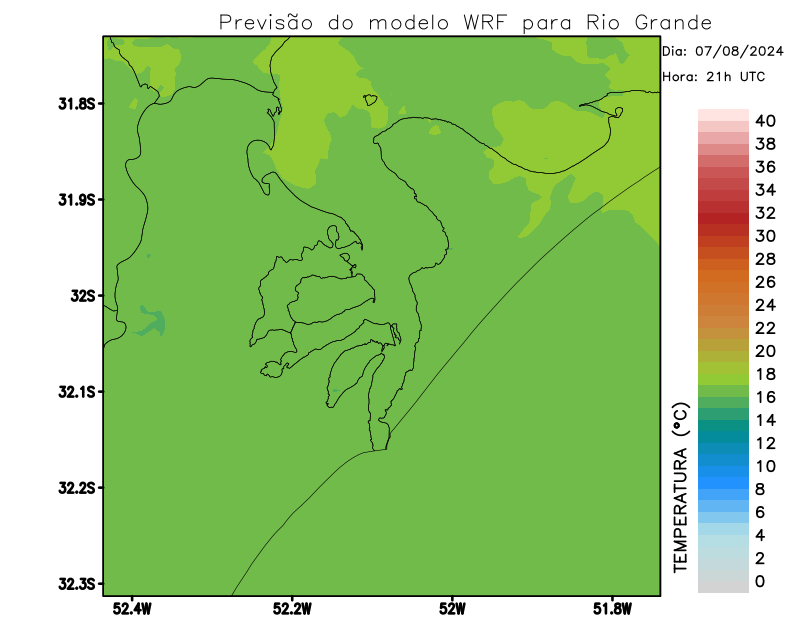 Previsão do modelo WRF para Rio Grande
Dia: 07/08/2024
Hora: 21h UTC
31.8S
31.9S
32S
32.1S
32.2S
32.3S
52.4W
52.2W
52W
51.8W
40
38
36
34
32
30
28
26
24
22
20
18
16
14
12
10
8
6
4
2
0
TEMPERATURA (°C)